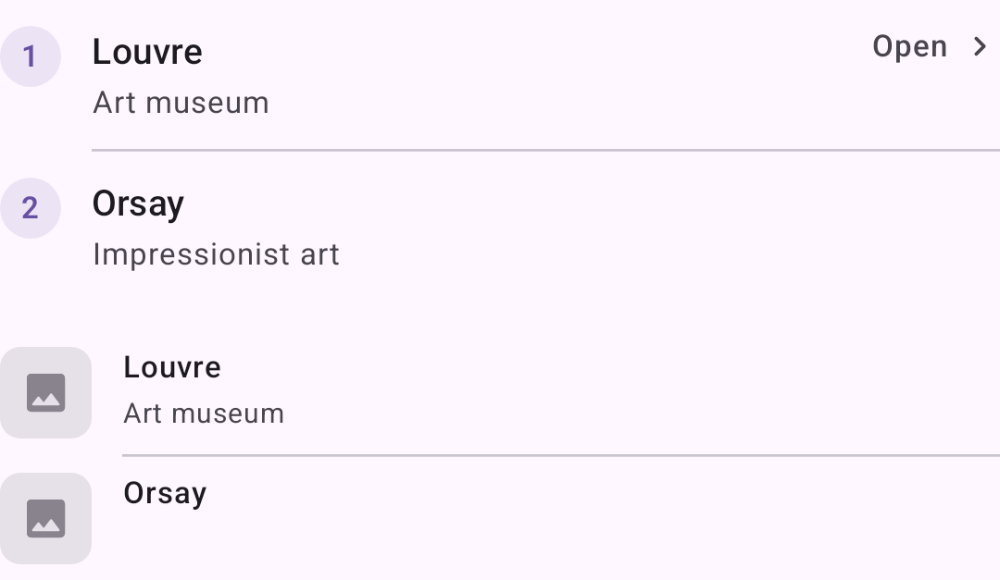 1 Louvre Open
Art museum
2 Orsay
Impressionist art
Louvre
Art museum
Orsay